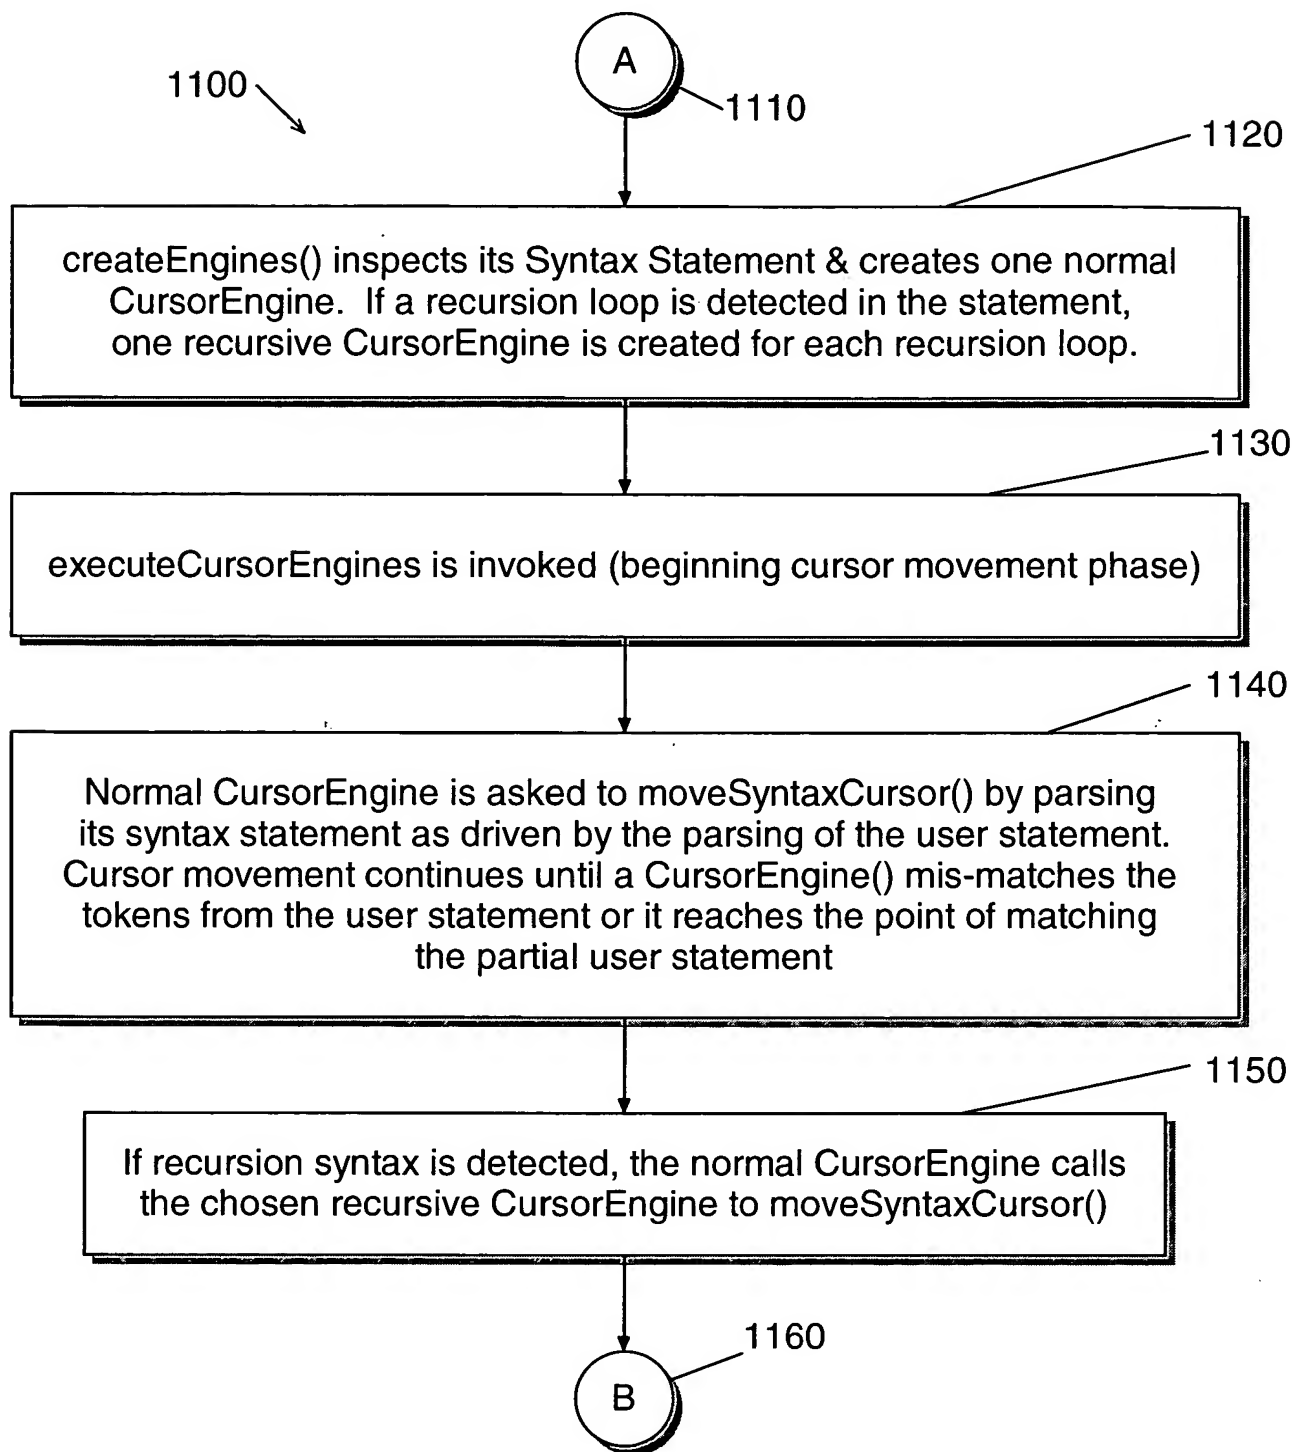 A
1100
1110
1120
createEngines() inspects its Syntax Statement & creates one normal
CursorEngine.  If a recursion loop is detected in the statement,
one recursive CursorEngine is created for each recursion loop.
1130
executeCursorEngines is invoked (beginning cursor movement phase)
1140
Normal CursorEngine is asked to moveSyntaxCursor() by parsing
its syntax statement as driven by the parsing of the user statement.
Cursor movement continues until a CursorEngine() mis-matches the
tokens from the user statement or it reaches the point of matching
the partial user statement
1150
If recursion syntax is detected, the normal CursorEngine calls
the chosen recursive CursorEngine to moveSyntaxCursor()
1160
B